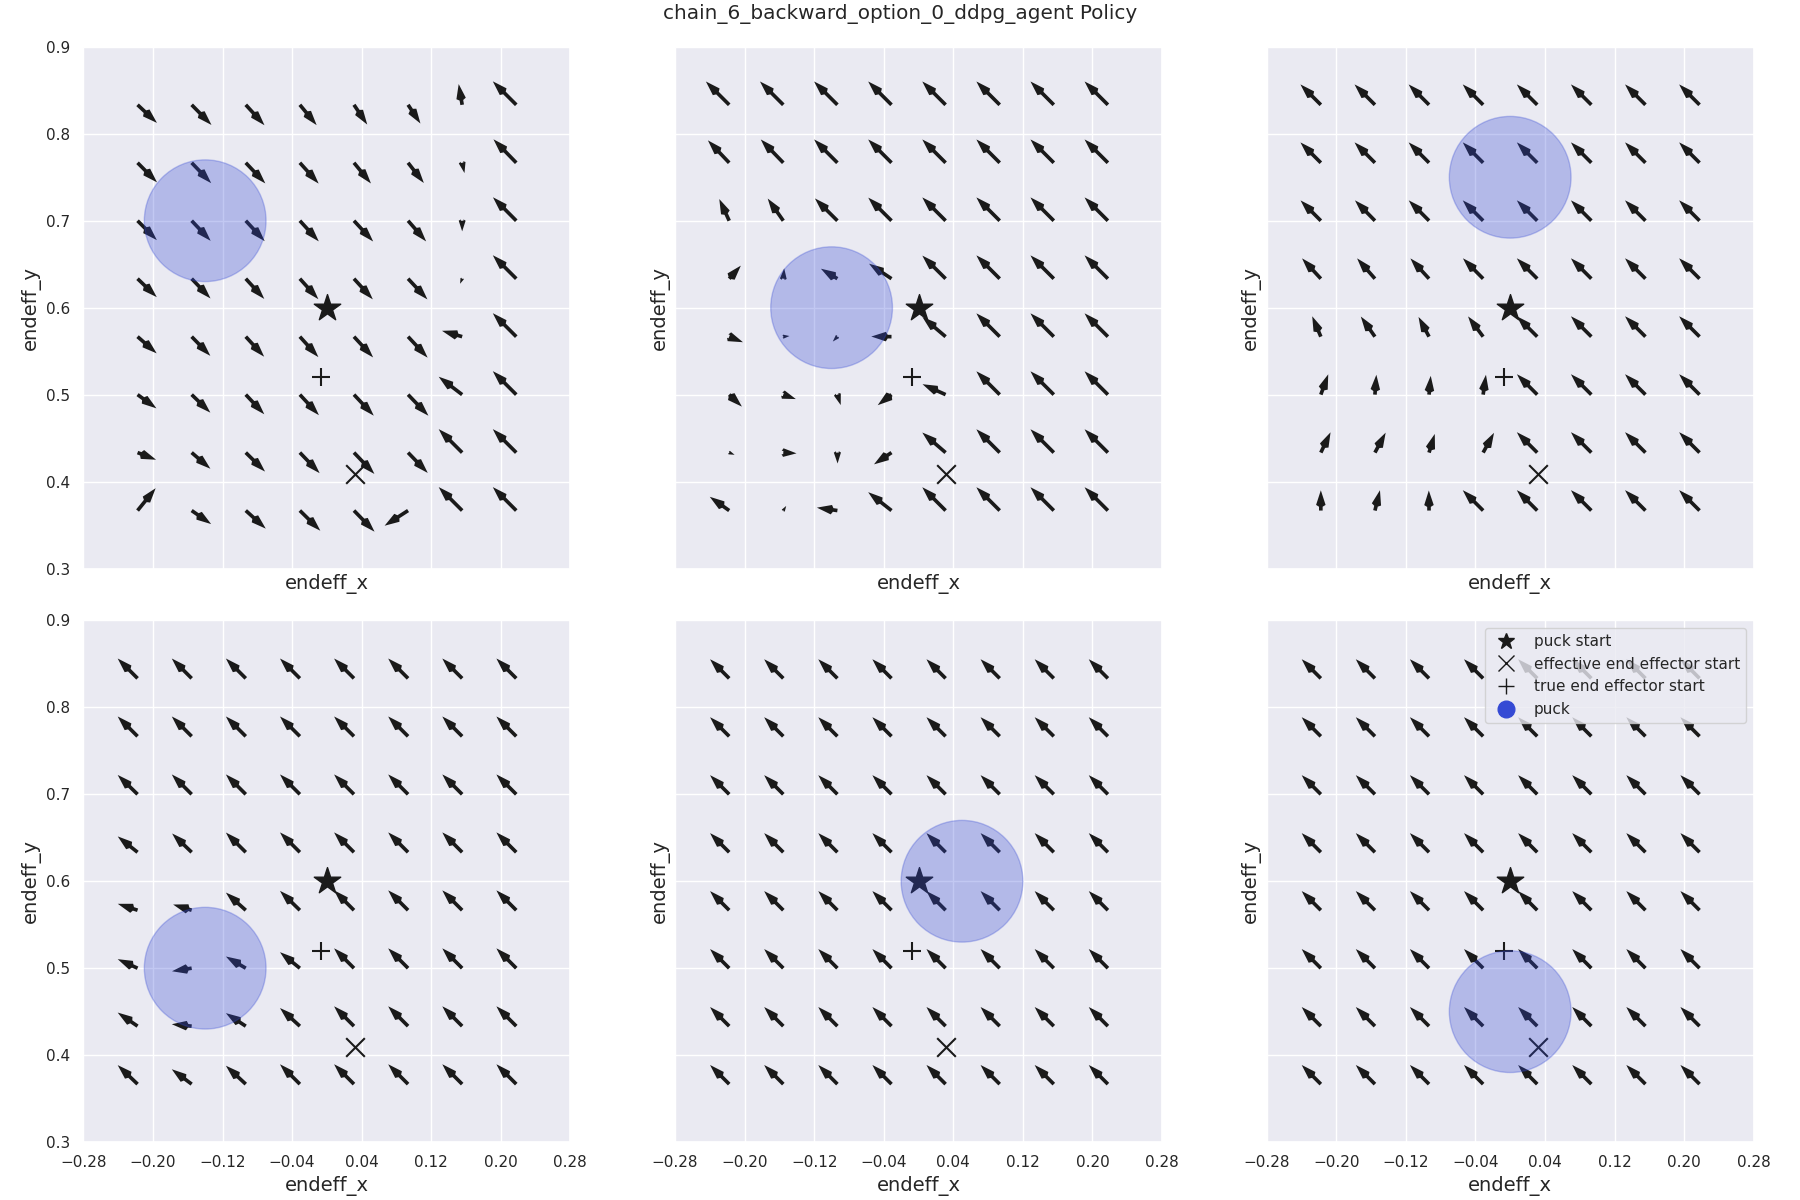 chain_6_backward_option_0_ddpg_agent Policy
0.9
0.8
0.7
0.6
0.5
0.4
0.3
endeff_y
endeff_x
endeff_y
endeff_x
endeff_y
endeff_x
0.9
0.8
0.7
0.6
0.5
0.4
0.3
endeff_y
−0.28 −0.20 −0.12 −0.04 0.04 0.12 0.20 0.28
endeff_x
endeff_y
−0.28 −0.20 −0.12 −0.04 0.04 0.12 0.20 0.28
endeff_x
endeff_y
puck start
effective end effector start
true end effector start
puck
−0.28 −0.20 −0.12 −0.04 0.04 0.12 0.20 0.28
endeff_x